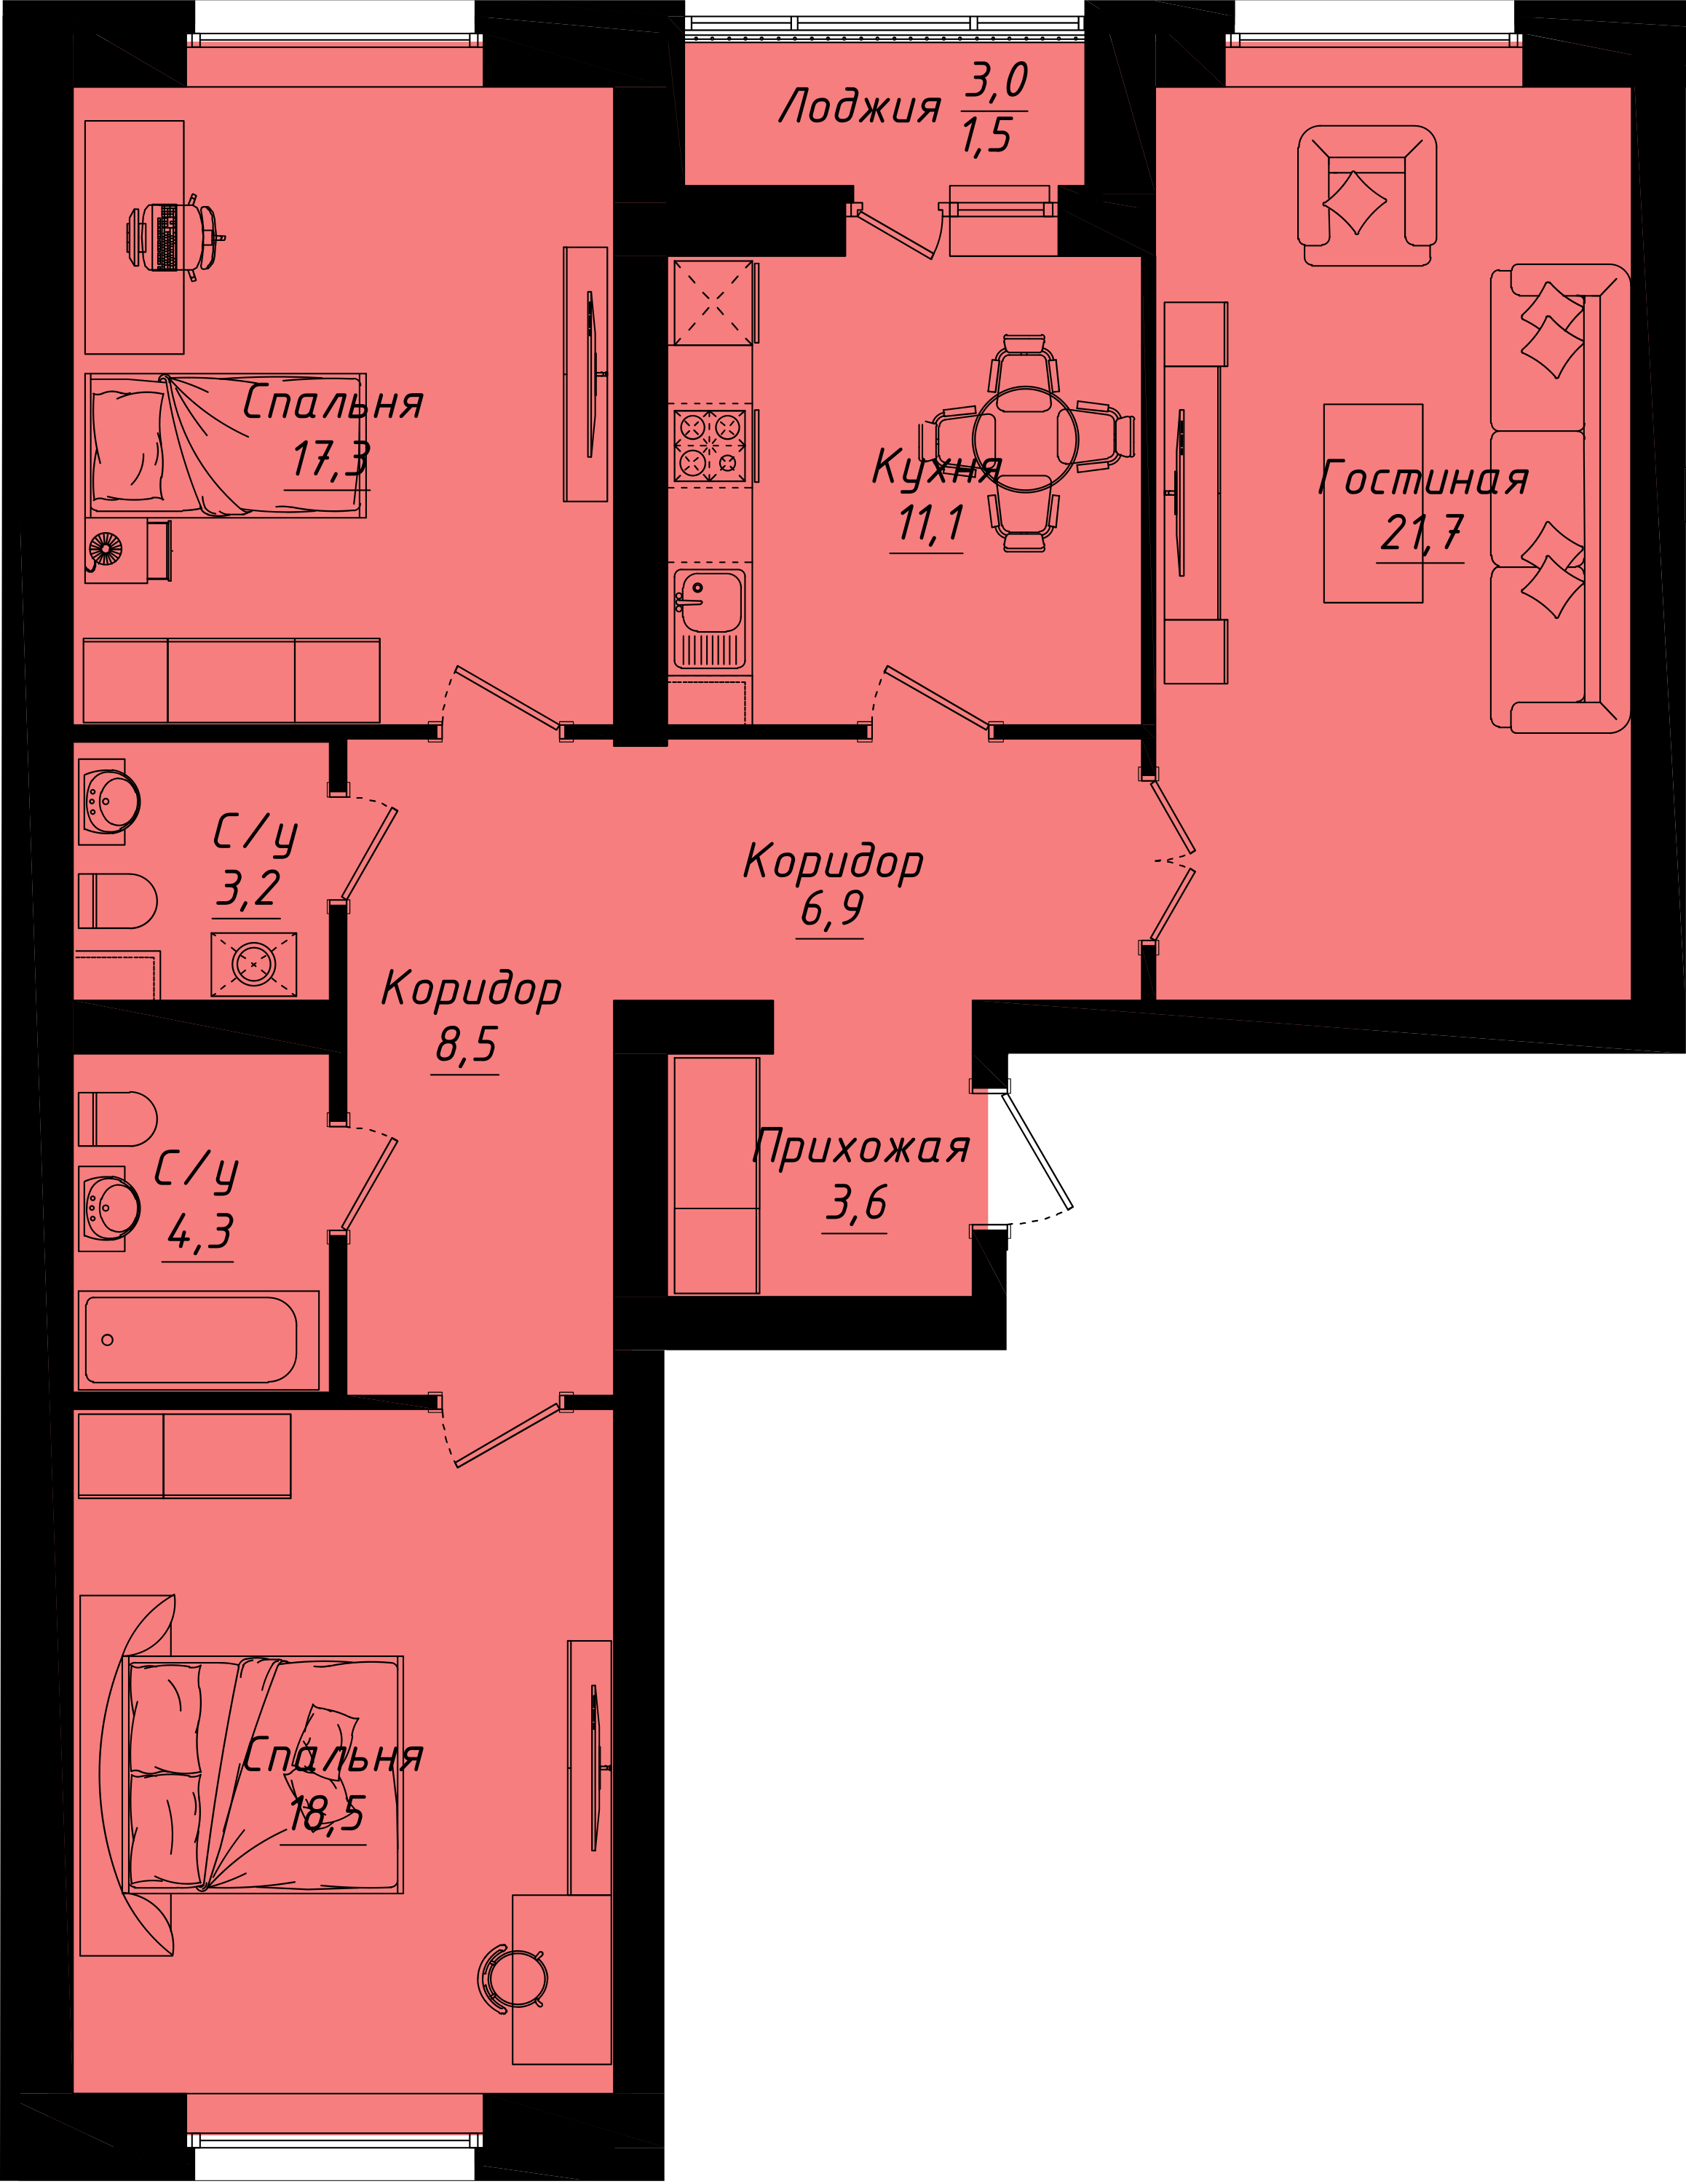 Лоджия 3,0
1,5
Спальня
17,3
Кухня
11,1
Гостиная
21,7
С/у
3,2
Коридор
6,9
Коридор
8,5
Прихожая
3,6
С/у
4,3
Спальня
18,5